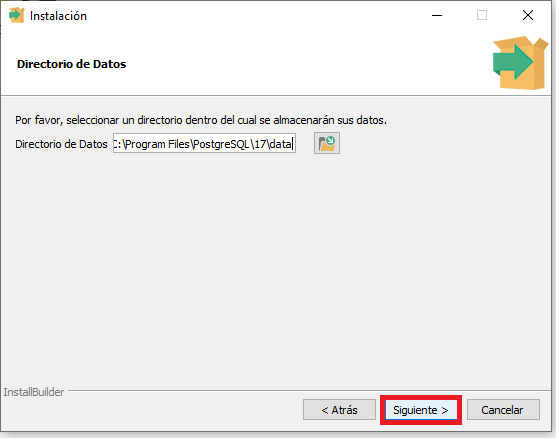 Instalación
Directorio de Datos
Por favor, seleccionar un directorio dentro del cual se almacenarán sus datos.
Directorio de Datos C:\Program Files\PostgreSQL\17\data
InstallBuilder
< Atrás Siguiente > Cancelar